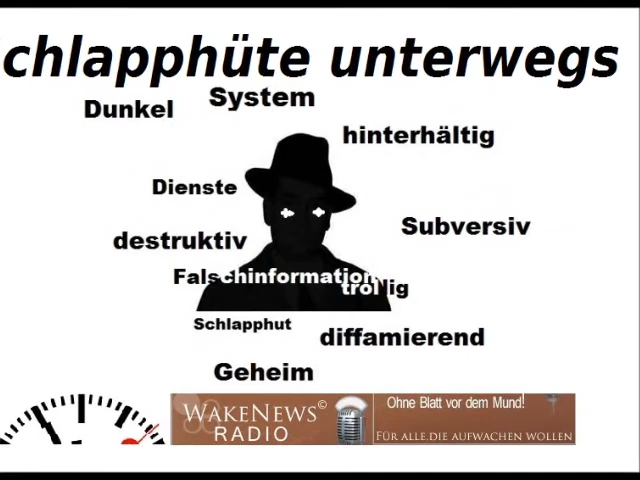 chlapphüte unterwegs
System
Dunkel
hinterhältig
Dienste
Subversiv
destruktiv
Falschinformation
trollig
Schlapphut
diffamierend
Geheim
WAKENEWS©
RADIO
Ohne Blatt vor dem Mund!
FÜR ALLE,DIE AUFWACHEN WOLLEN